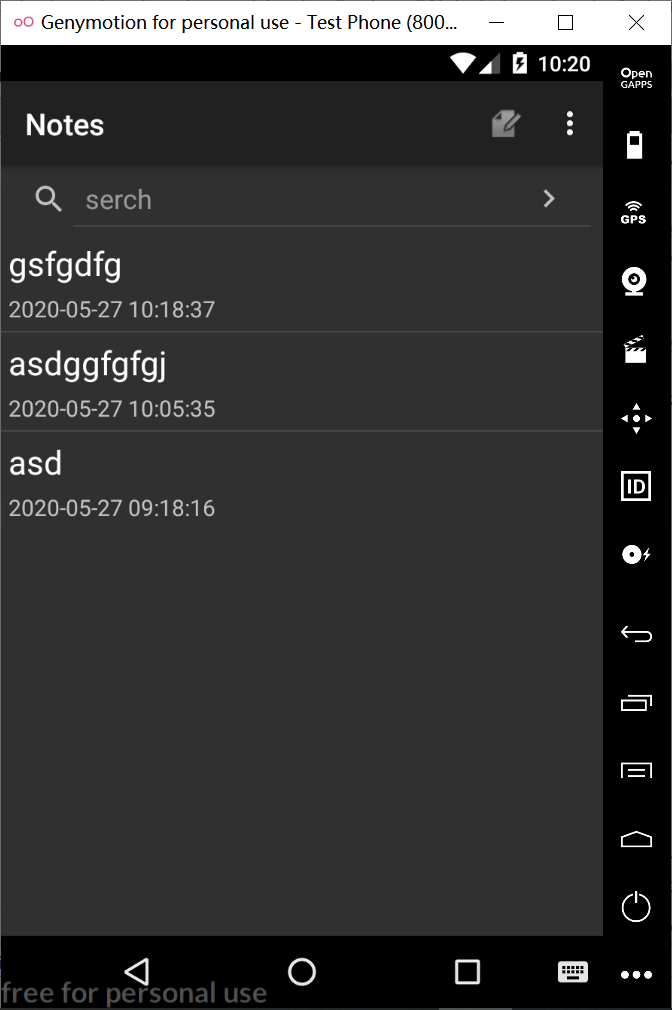 Genymotion for personal use - Test Phone (800...
10:20
Open
GAPPS
Notes
GPS
serch
gsfgdfg
2020-05-27 10:18:37
asdggfgfgj
2020-05-27 10:05:35
asd
2020-05-27 09:18:16
ID
free for personal use